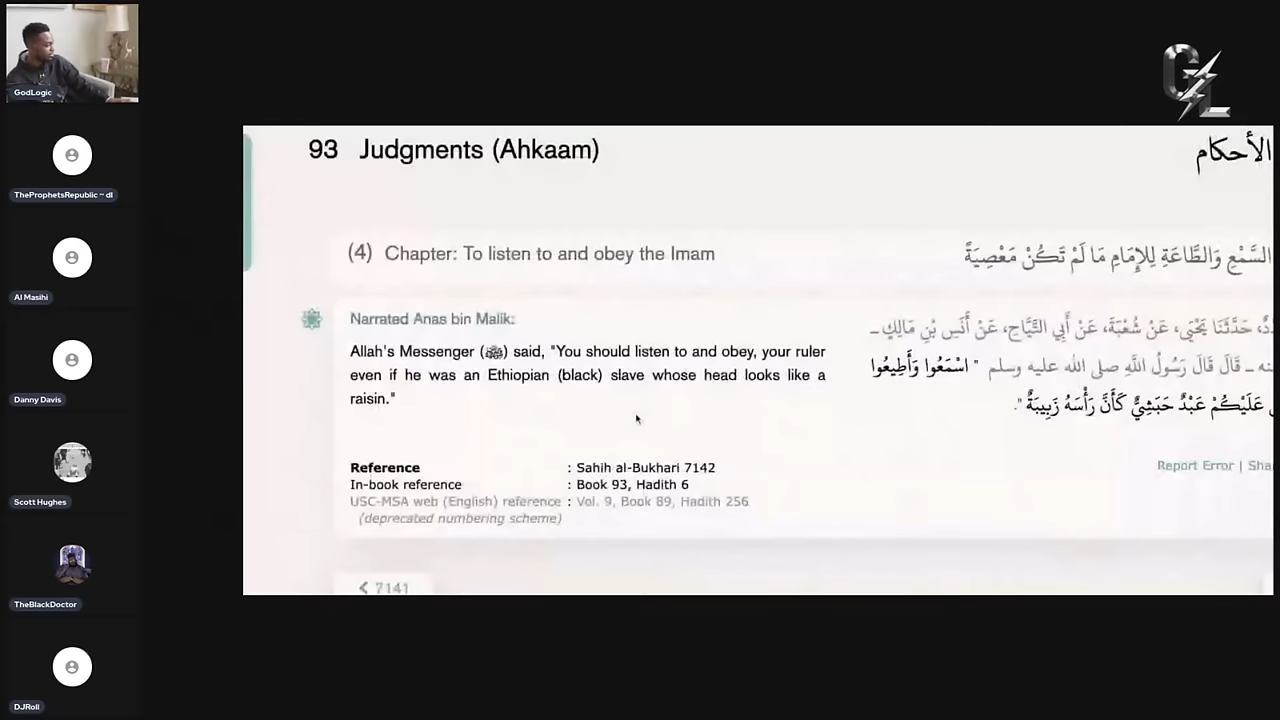 GodLogic
TheProphetsRepublic ~ dl
Al Masihi
Danny Davis
Scott Hughes
TheBlackDoctor
DJRoll
GL
93 Judgments (Ahkaam)
الأحكام
(4) Chapter: To listen to and obey the Imam
السَّمْعِ وَالطَّاعَةِ لِلإِمَامِ مَا لَمْ تَكُنْ مَعْصِيَةً
Narrated Anas bin Malik:
Allah's Messenger (ﷺ) said, "You should listen to and obey, your ruler
even if he was an Ethiopian (black) slave whose head looks like a
raisin."
حَدَّثَنَا يَحْيَى، عَنْ شُعْبَةَ، عَنْ أَبِي التَّيَّاحِ، عَنْ أَنَسِ بْنِ مَالِكٍ ـ
ـ قَالَ قَالَ رَسُولُ اللَّهِ صلى الله عليه وسلم " اسْمَعُوا وَأَطِيعُوا
عَلَيْكُمْ عَبْدٌ حَبَشِيٌّ كَأَنَّ رَأْسَهُ زَبِيبَةٌ ".
Reference : Sahih al-Bukhari 7142
In-book reference : Book 93, Hadith 6
USC-MSA web (English) reference : Vol. 9, Book 89, Hadith 256
(deprecated numbering scheme)
Report Error | Sha
7141